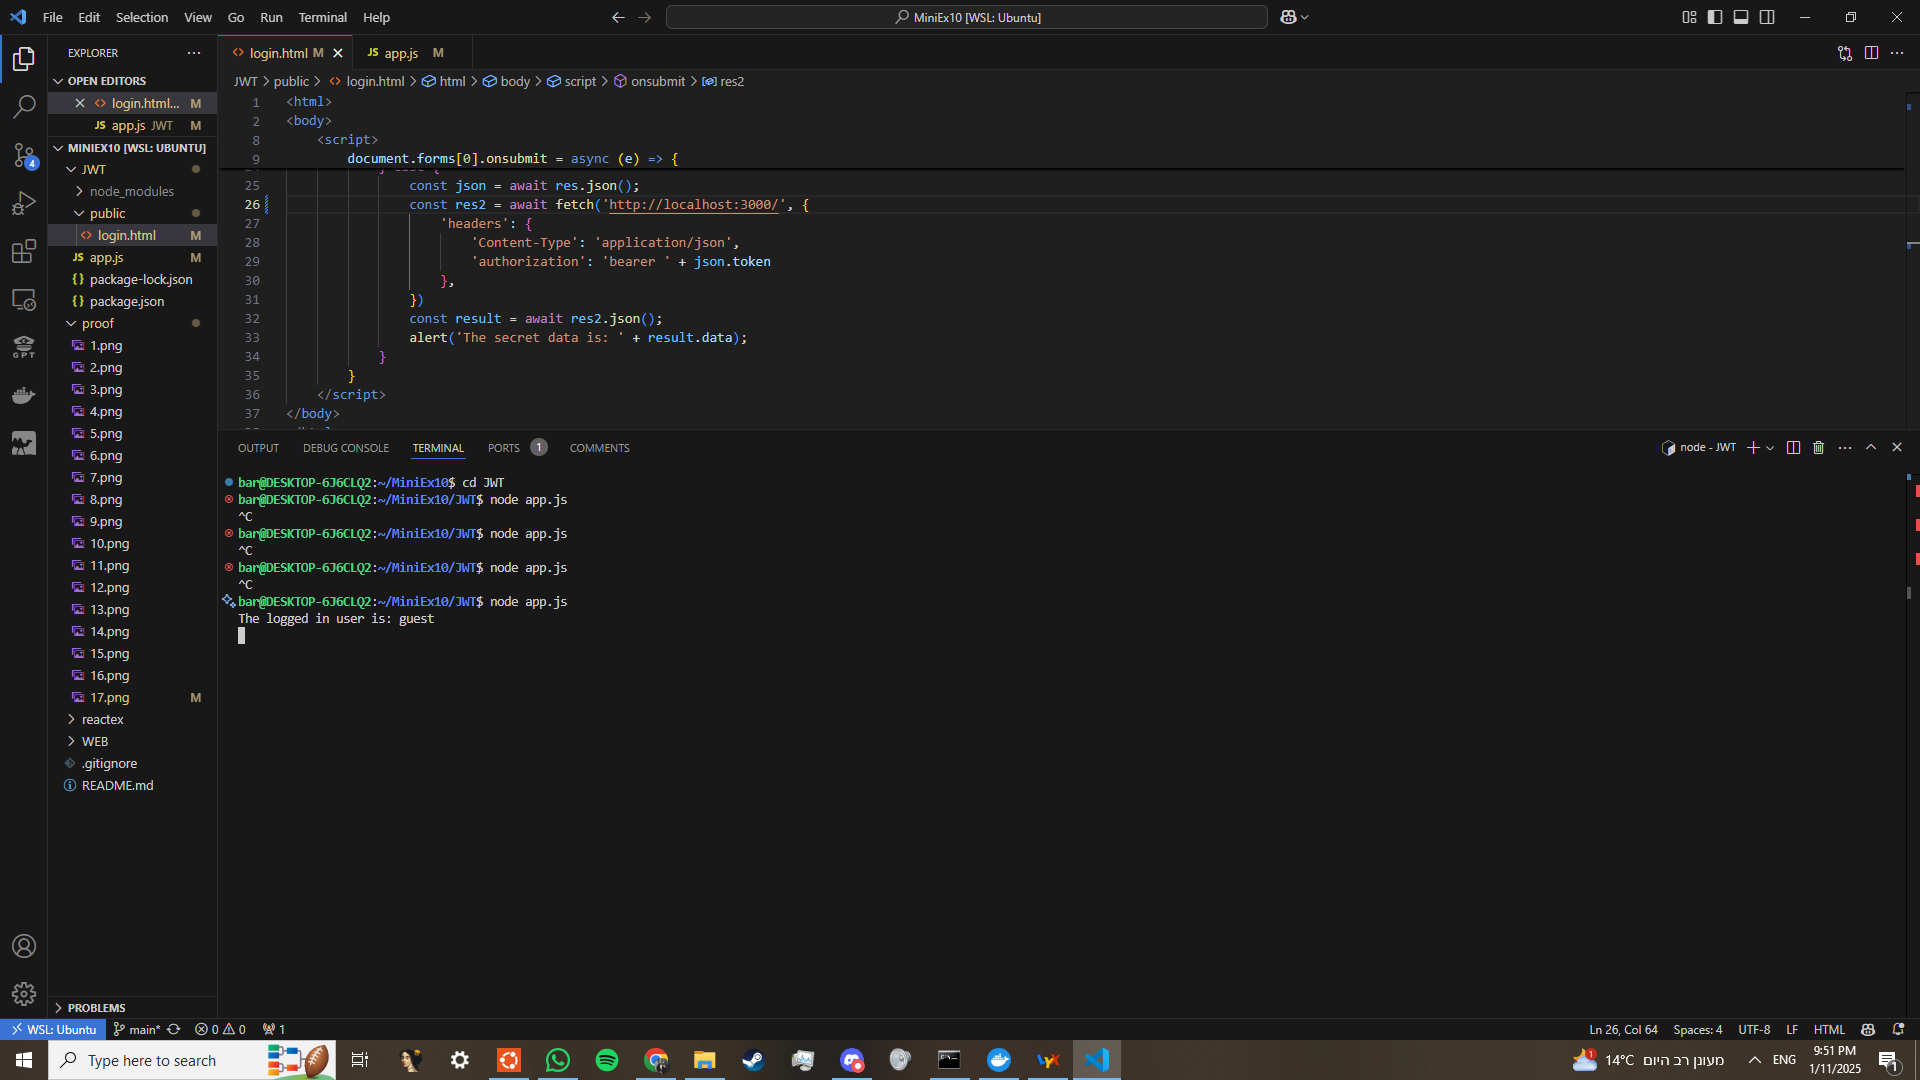 File Edit Selection View Go Run Terminal Help
MiniEx10 [WSL: Ubuntu]
EXPLORER
OPEN EDITORS
login.html... M
JS app.js JWT M
MINIEX10 [WSL: UBUNTU]
JWT
node_modules
public
login.html M
JS app.js M
{} package-lock.json
{} package.json
proof
1.png
2.png
3.png
4.png
5.png
6.png
7.png
8.png
9.png
10.png
11.png
12.png
13.png
14.png
15.png
16.png
17.png M
reactex
WEB
.gitignore
README.md
PROBLEMS
GPT
4
login.html M
JS app.js M
JWT > public > login.html > html > body > script > onsubmit > res2
1 <html>
2 <body>
8 <script>
9 document.forms[0].onsubmit = async (e) => {
25 const json = await res.json();
26 const res2 = await fetch('http://localhost:3000/', {
27 'headers': {
28 'Content-Type': 'application/json',
29 'authorization': 'bearer ' + json.token
30 },
31 })
32 const result = await res2.json();
33 alert('The secret data is: ' + result.data);
34 }
35 }
36 </script>
37 </body>
OUTPUT DEBUG CONSOLE TERMINAL PORTS 1 COMMENTS
node - JWT
bar@DESKTOP-6J6CLQ2:~/MiniEx10$ cd JWT
bar@DESKTOP-6J6CLQ2:~/MiniEx10/JWT$ node app.js
^C
bar@DESKTOP-6J6CLQ2:~/MiniEx10/JWT$ node app.js
^C
bar@DESKTOP-6J6CLQ2:~/MiniEx10/JWT$ node app.js
^C
bar@DESKTOP-6J6CLQ2:~/MiniEx10/JWT$ node app.js
The logged in user is: guest
WSL: Ubuntu main* 0 0 1
Ln 26, Col 64 Spaces: 4 UTF-8 LF HTML
Type here to search
1 14°C מעונן רב היום ENG 9:51 PM
1/11/2025 1